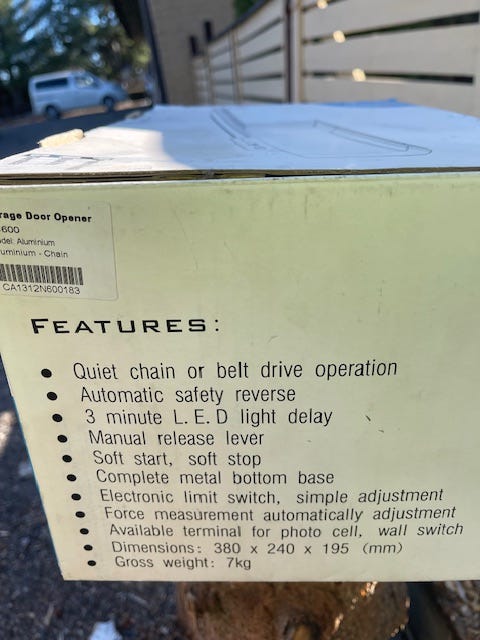 rage Door Opener
600
del: Aluminium
uminium - Chain
CA1312N600183
FEATURES:
• Quiet chain or belt drive operation
• Automatic safety reverse
• 3 minute L.E.D light delay
• Manual release lever
• Soft start, soft stop
• Complete metal bottom base
• Electronic limit switch, simple adjustment
• Force measurement automatically adjustment
• Available terminal for photo cell, wall switch
• Dimensions: 380 x 240 x 195 (mm)
• Gross weight: 7kg